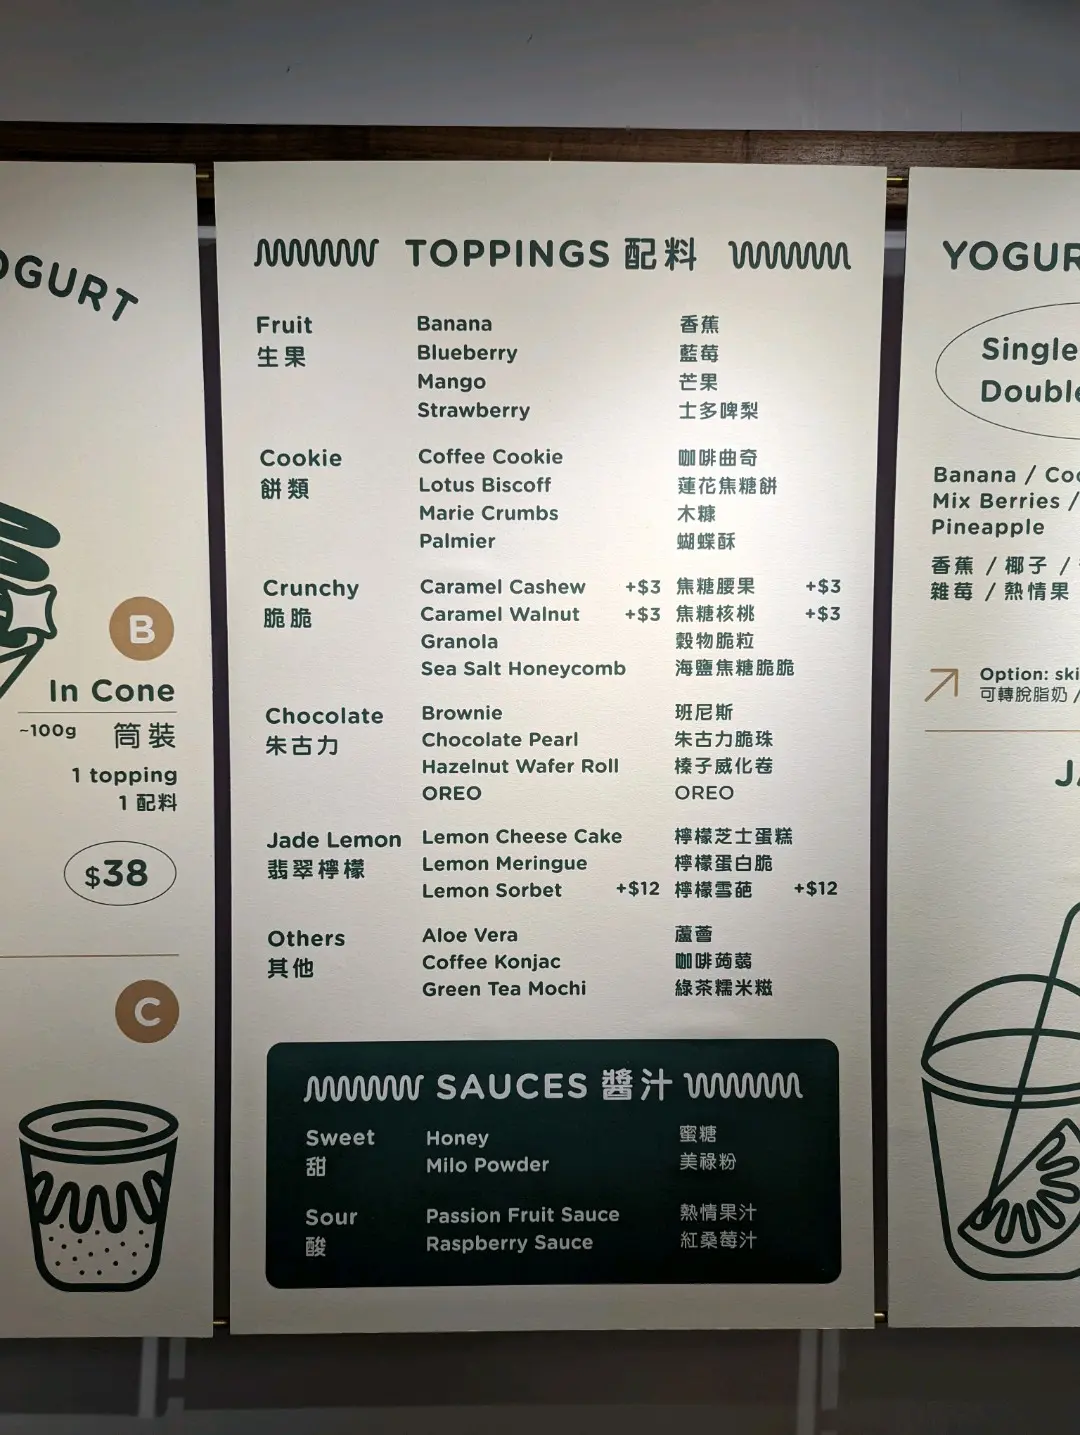 OGURT
B
In Cone
~100g 筒裝
1 topping
1 配料
$38
C
TOPPINGS 配料
Fruit Banana 香蕉
生果 Blueberry 藍莓
Mango 芒果
Strawberry 士多啤梨
Cookie Coffee Cookie 咖啡曲奇
餅類 Lotus Biscoff 蓮花焦糖餅
Marie Crumbs 木糠
Palmier 蝴蝶酥
Crunchy Caramel Cashew +$3 焦糖腰果 +$3
脆脆 Caramel Walnut +$3 焦糖核桃 +$3
Granola 穀物脆粒
Sea Salt Honeycomb 海鹽焦糖脆脆
Chocolate Brownie 班尼斯
朱古力 Chocolate Pearl 朱古力脆珠
Hazelnut Wafer Roll 榛子威化卷
OREO OREO
Jade Lemon Lemon Cheese Cake 檸檬芝士蛋糕
翡翠檸檬 Lemon Meringue 檸檬蛋白脆
Lemon Sorbet +$12 檸檬雪葩 +$12
Others Aloe Vera 蘆薈
其他 Coffee Konjac 咖啡蒟蒻
Green Tea Mochi 綠茶糯米糍
SAUCES 醬汁
Sweet Honey 蜜糖
甜 Milo Powder 美祿粉
Sour Passion Fruit Sauce 熱情果汁
酸 Raspberry Sauce 紅桑莓汁
YOGUR
Single
Double
Banana / Coc
Mix Berries /
Pineapple
香蕉 / 椰子 /
雜莓 / 熱情果
Option: ski
可轉脫脂奶 /
JA